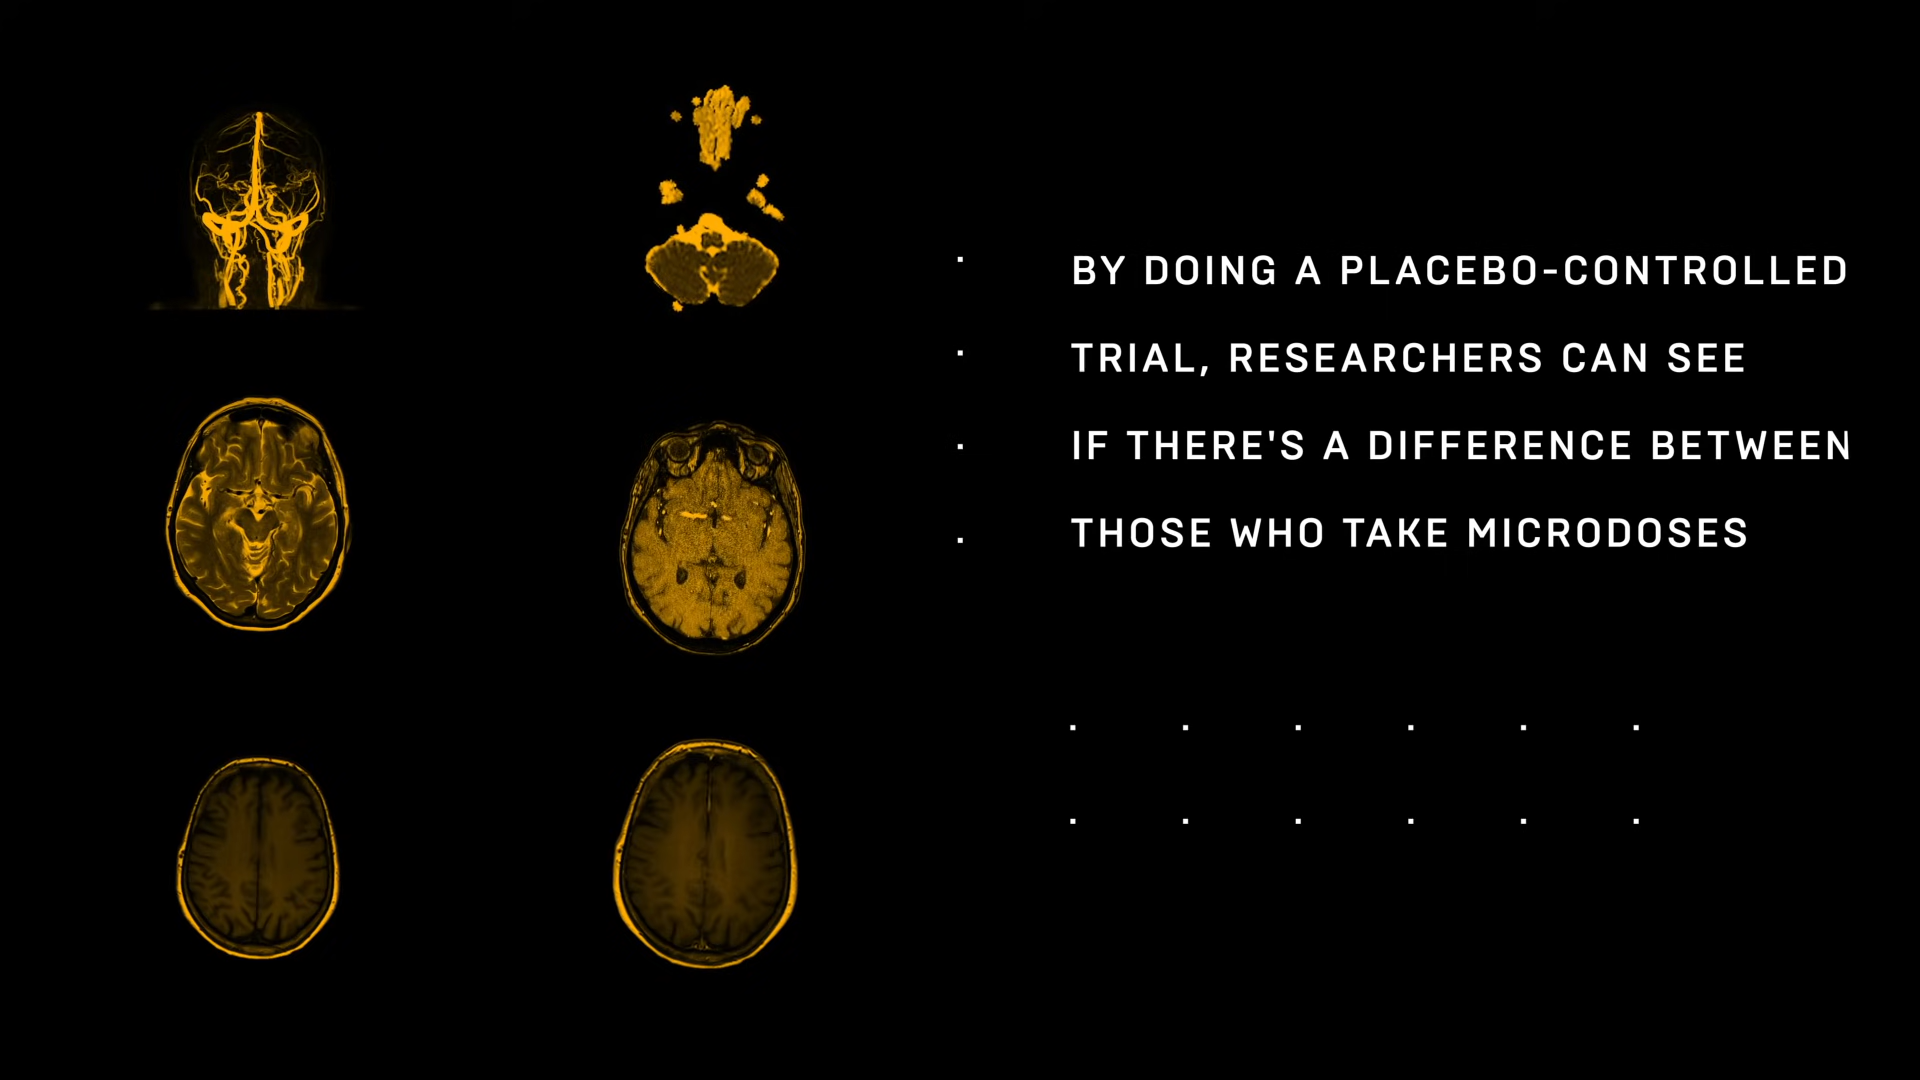 BY DOING A PLACEBO-CONTROLLED
TRIAL, RESEARCHERS CAN SEE
IF THERE'S A DIFFERENCE BETWEEN
THOSE WHO TAKE MICRODOSES